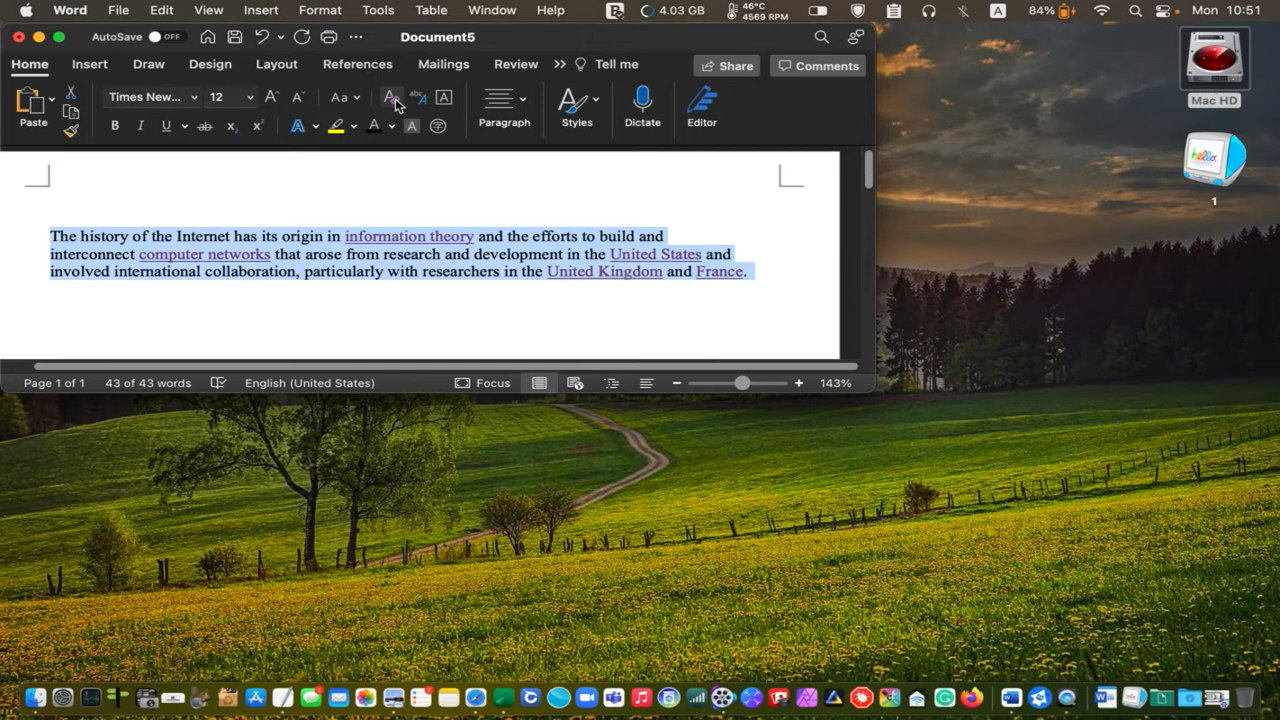 Word File Edit View Insert Format Tools Table Window Help 4.03 GB 46°C 4569 RPM A 84% Mon 10:51
AutoSave OFF Document5
Home Insert Draw Design Layout References Mailings Review Tell me Share Comments
Times New... 12 Aa
Paste Paragraph Styles Dictate Editor
B I U ab x₂ x² A A A
The history of the Internet has its origin in information theory and the efforts to build and
interconnect computer networks that arose from research and development in the United States and
involved international collaboration, particularly with researchers in the United Kingdom and France.
Page 1 of 1 43 of 43 words English (United States) Focus 143%
Mac HD
hello.
1